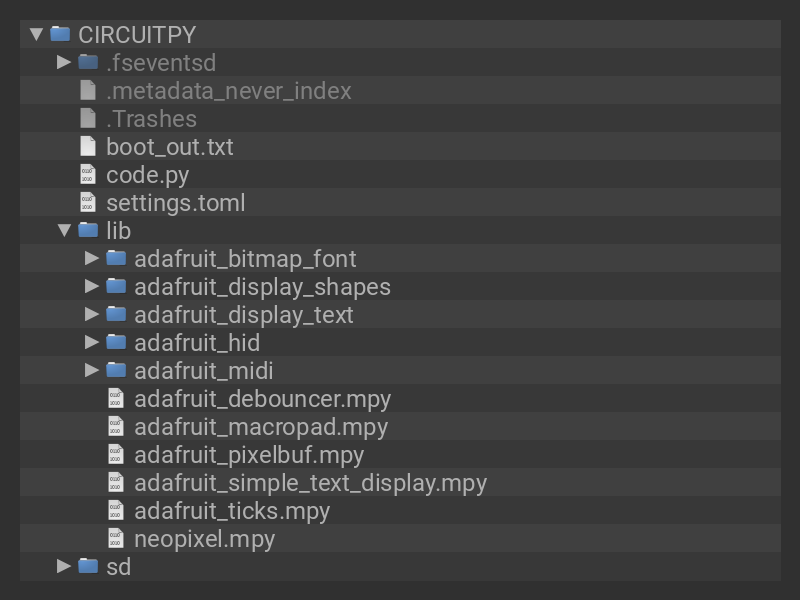 CIRCUITPY
.fseventsd
.metadata_never_index
.Trashes
boot_out.txt
code.py
settings.toml
lib
adafruit_bitmap_font
adafruit_display_shapes
adafruit_display_text
adafruit_hid
adafruit_midi
adafruit_debouncer.mpy
adafruit_macropad.mpy
adafruit_pixelbuf.mpy
adafruit_simple_text_display.mpy
adafruit_ticks.mpy
neopixel.mpy
sd